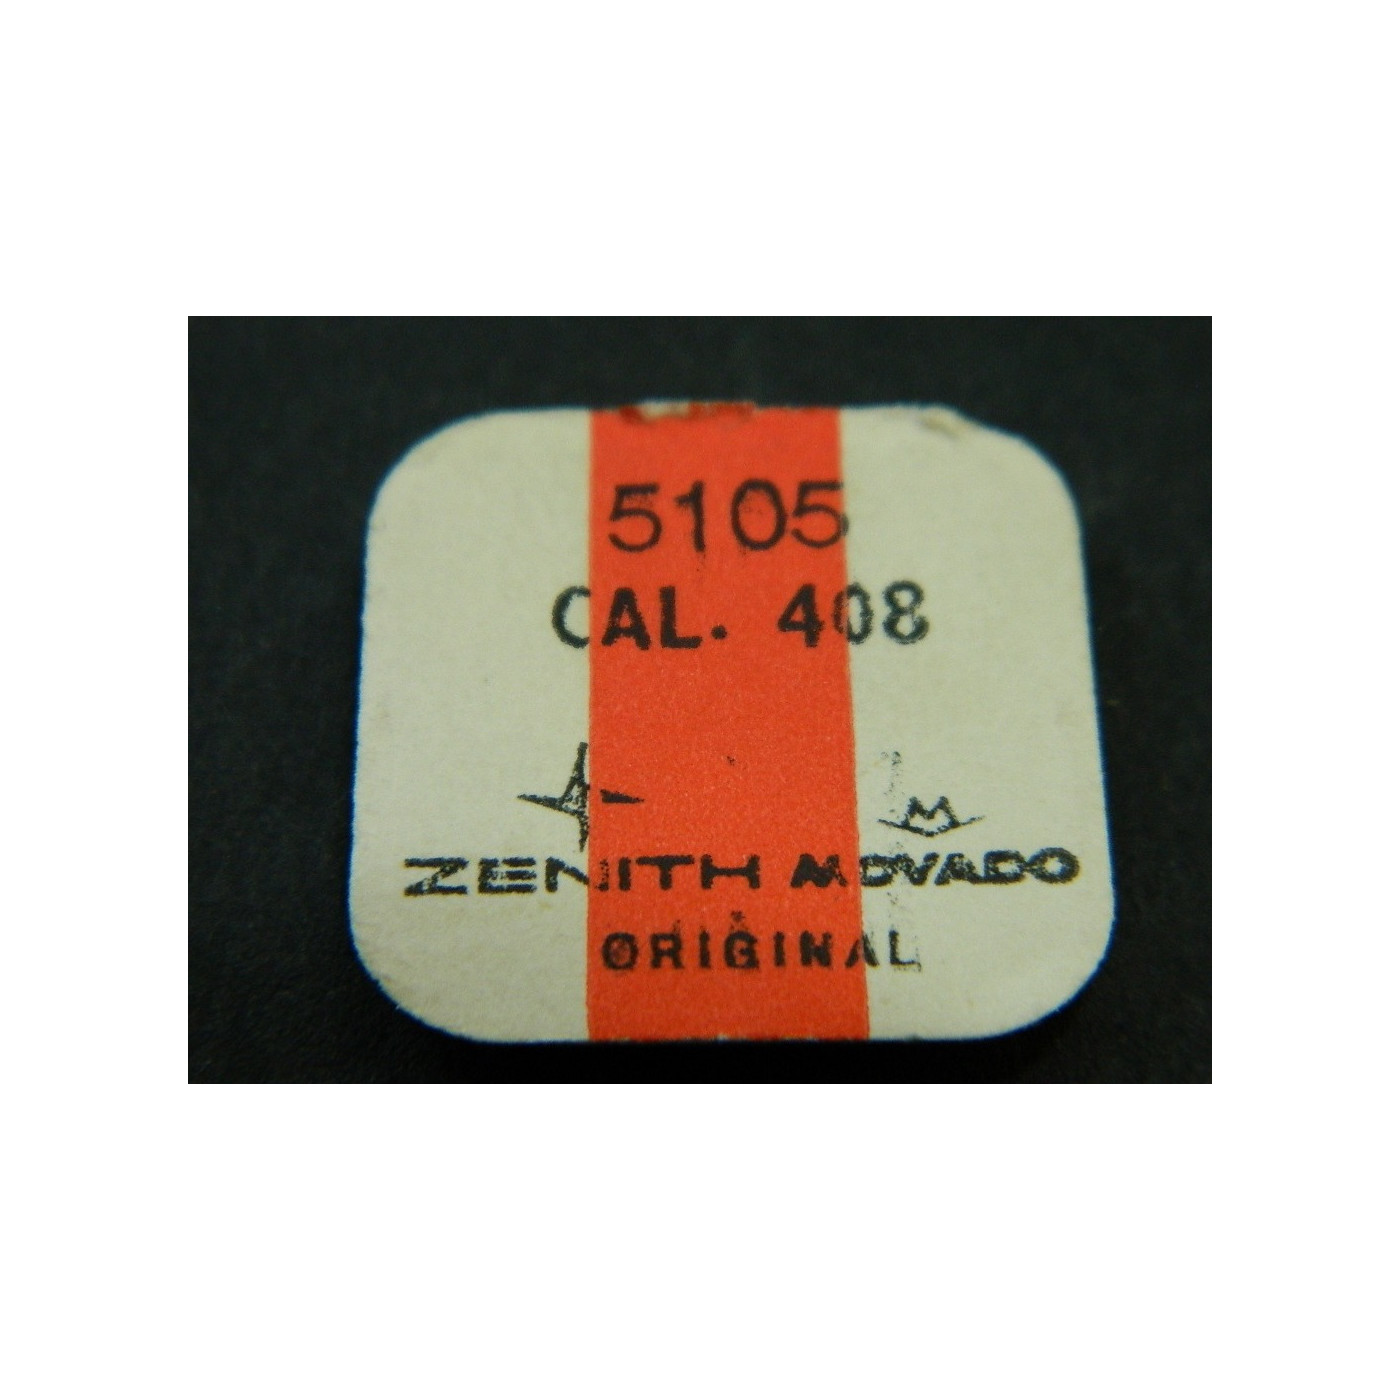 5105
CAL. 408
M
ZENITH MOVADO
ORIGINAL